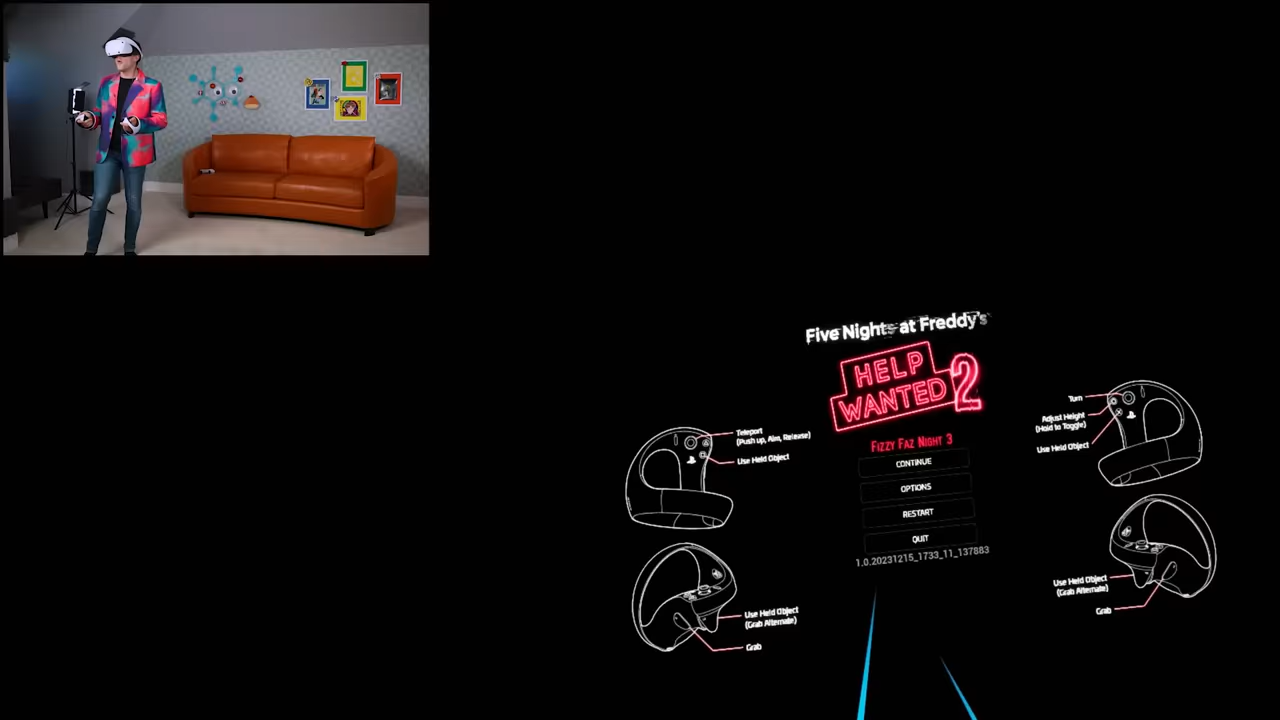 Five Nights at Freddy's
HELP
WANTED 2
Fizzy Faz Night 3
CONTINUE
OPTIONS
RESTART
QUIT
1.0.20231215_1733_11_137883
Teleport
(Push up, Aim, Release)
Use Held Object
Use Held Object
(Grab Alternate)
Grab
Turn
Adjust Height
(Hold to Toggle)
Use Held Object
Use Held Object
(Grab Alternate)
Grab